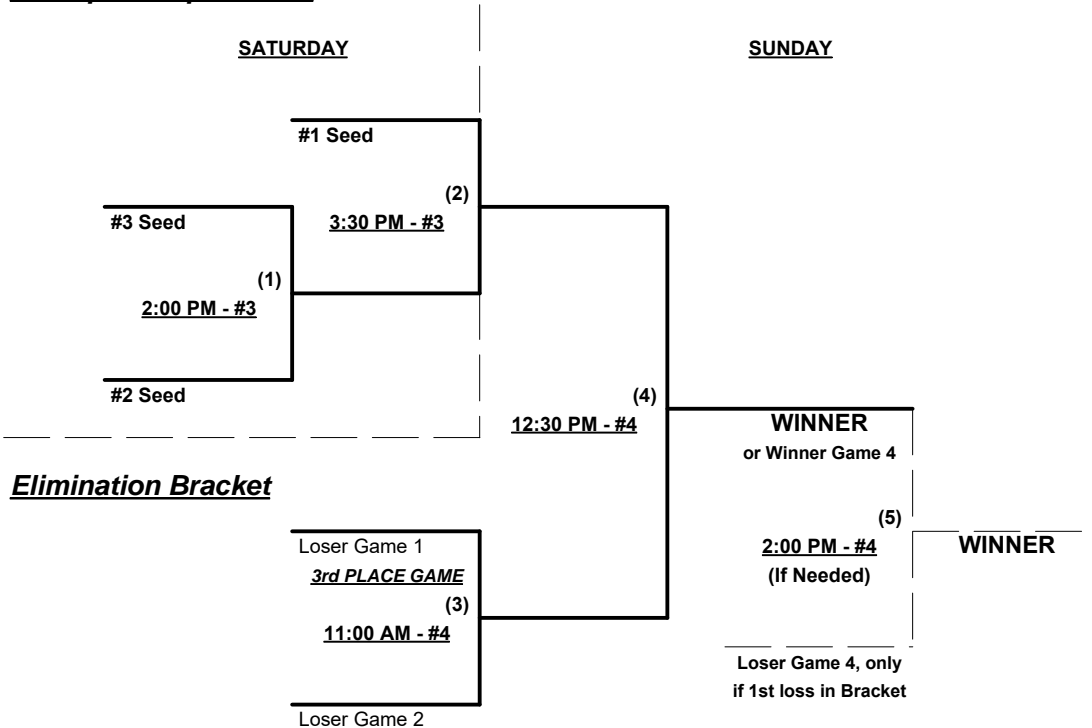 SATURDAY
SUNDAY
#1 Seed
(2)
3:30 PM - #3
#3 Seed
(1)
2:00 PM - #3
#2 Seed
(4)
12:30 PM - #4
WINNER
or Winner Game 4
Elimination Bracket
(5)
2:00 PM - #4
(If Needed)
WINNER
Loser Game 1
3rd PLACE GAME
(3)
11:00 AM - #4
Loser Game 4, only
if 1st loss in Bracket
Loser Game 2